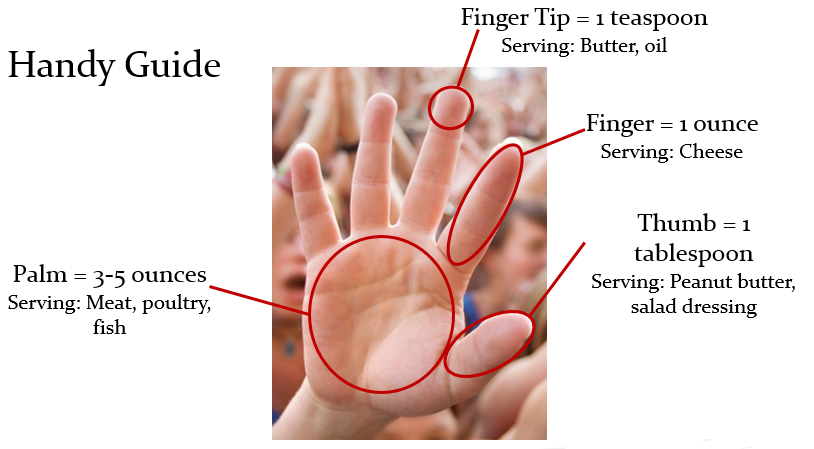 Handy Guide
Finger Tip = 1 teaspoon
Serving: Butter, oil
Finger = 1 ounce
Serving: Cheese
Thumb = 1
tablespoon
Serving: Peanut butter,
salad dressing
Palm = 3-5 ounces
Serving: Meat, poultry,
fish